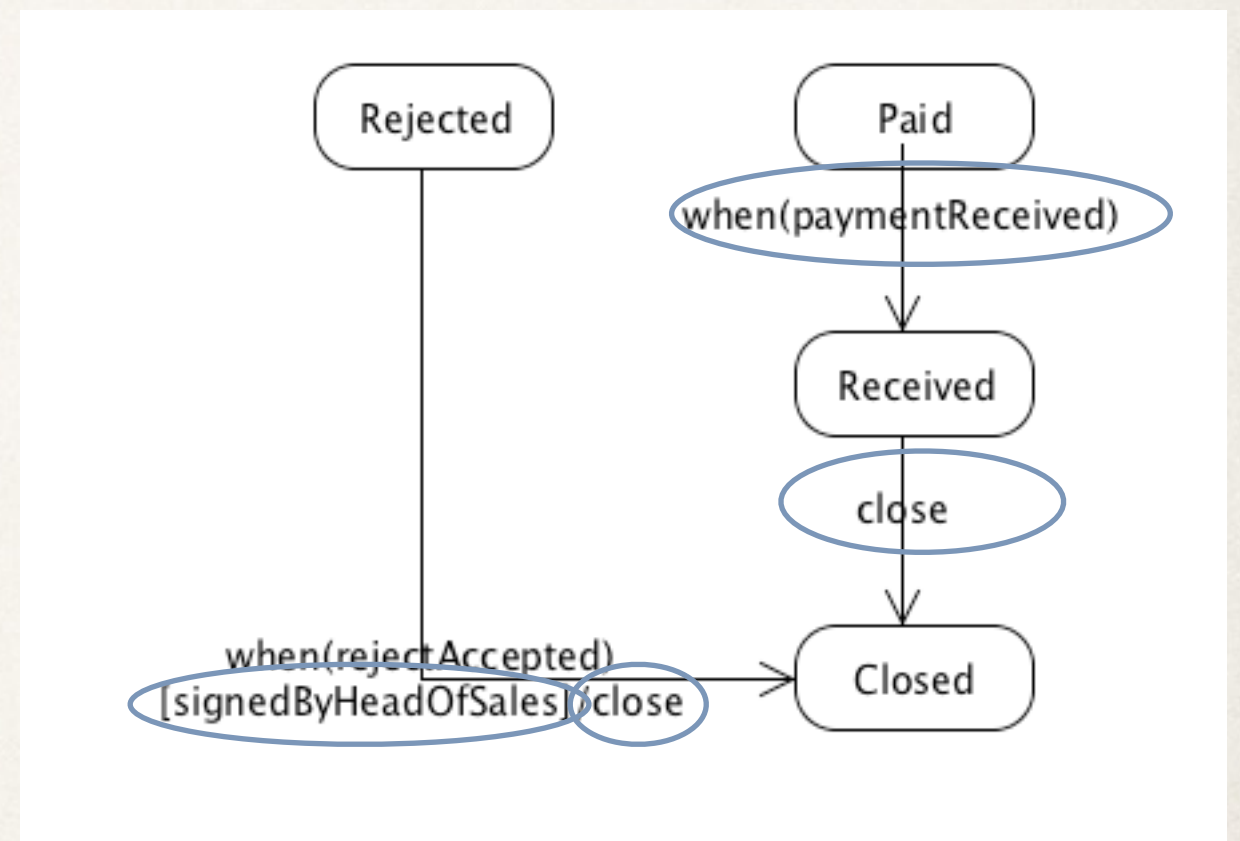 Rejected
Paid
when(paymentReceived)
Received
close
when(rejectAccepted)
[signedByHeadOfSales]/close
Closed